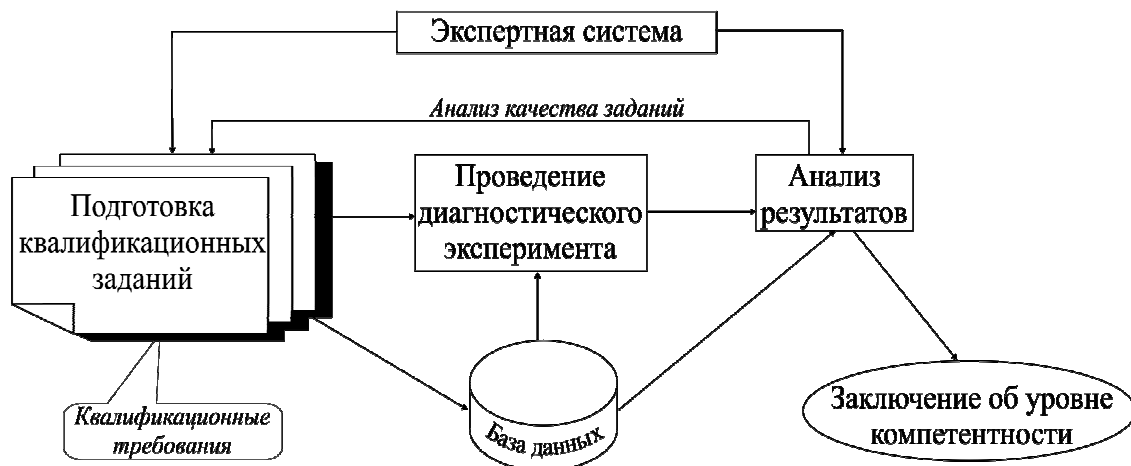 Экспертная система
Анализ качества заданий
Подготовка
квалификационных
заданий
Проведение
диагностического
эксперимента
Анализ
результатов
Квалификационные
требования
База данных
Заключение об уровне
компетентности